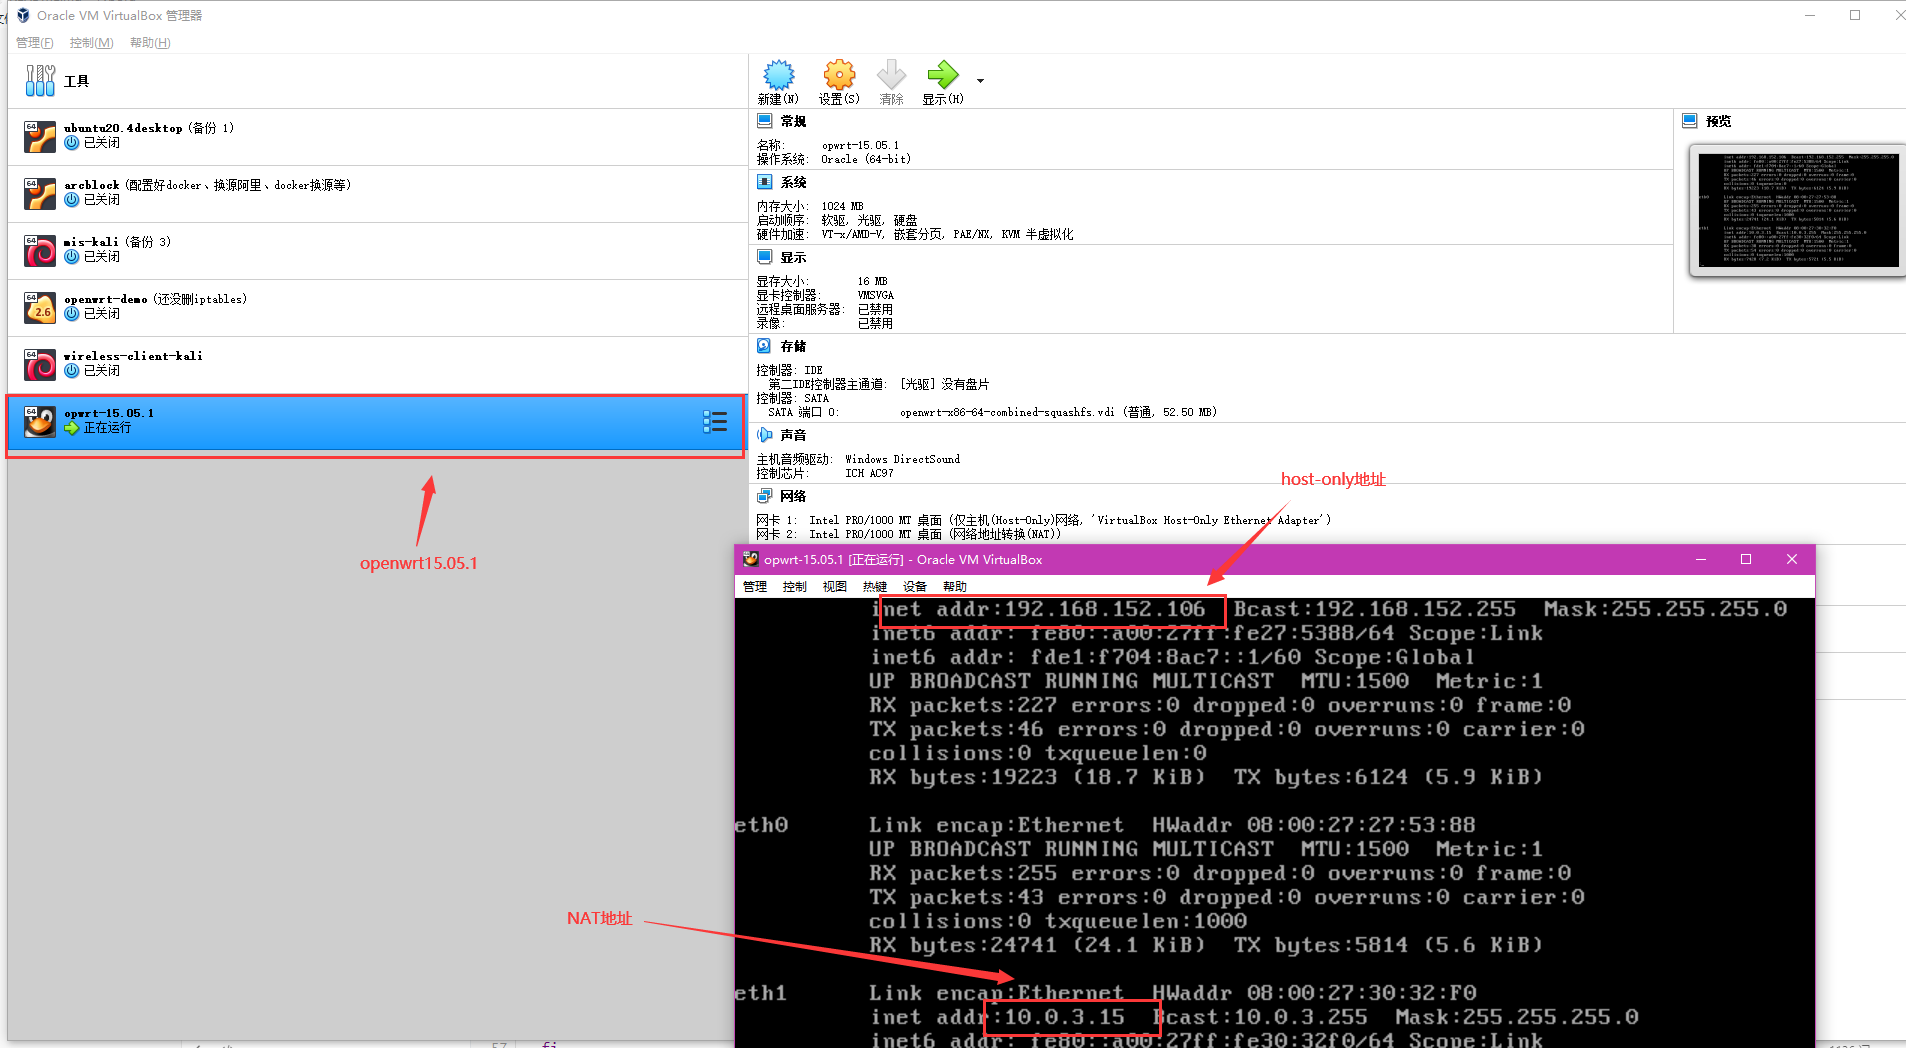 Oracle VM VirtualBox 管理器
管理(F) 控制(M) 帮助(H)
工具
新建(N) 设置(S) 清除 显示(H)
ubuntu20.4desktop (备份 1)
已关闭
arcblock (配置好docker、换源阿里、docker换源等)
已关闭
mis-kali (备份 3)
已关闭
openwrt-demo (还没删iptables)
已关闭
wireless-client-kali
已关闭
opwrt-15.05.1
正在运行
openwrt15.05.1
常规
名称: opwrt-15.05.1
操作系统: Oracle (64-bit)
系统
内存大小: 1024 MB
启动顺序: 软驱, 光驱, 硬盘
硬件加速: VT-x/AMD-V, 嵌套分页, PAE/NX, KVM 半虚拟化
显示
显存大小: 16 MB
显卡控制器: VMSVGA
远程桌面服务器: 已禁用
录像: 已禁用
存储
控制器: IDE
第二IDE控制器主通道: [光驱] 没有盘片
控制器: SATA
SATA 端口 0: openwrt-x86-64-combined-squashfs.vdi (普通, 52.50 MB)
声音
主机音频驱动: Windows DirectSound
控制芯片: ICH AC97
网络
网卡 1: Intel PRO/1000 MT 桌面 (仅主机(Host-Only)网络, 'VirtualBox Host-Only Ethernet Adapter')
网卡 2: Intel PRO/1000 MT 桌面 (网络地址转换(NAT))
预览
host-only地址
opwrt-15.05.1 [正在运行] - Oracle VM VirtualBox
管理 控制 视图 热键 设备 帮助
inet addr:192.168.152.106 Bcast:192.168.152.255 Mask:255.255.255.0
inet6 addr: fe80::a00:27ff:fe27:5388/64 Scope:Link
inet6 addr: fde1:f704:8ac7::1/60 Scope:Global
UP BROADCAST RUNNING MULTICAST MTU:1500 Metric:1
RX packets:227 errors:0 dropped:0 overruns:0 frame:0
TX packets:46 errors:0 dropped:0 overruns:0 carrier:0
collisions:0 txqueuelen:0
RX bytes:19223 (18.7 KiB) TX bytes:6124 (5.9 KiB)
eth0 Link encap:Ethernet HWaddr 08:00:27:27:53:88
UP BROADCAST RUNNING MULTICAST MTU:1500 Metric:1
RX packets:255 errors:0 dropped:0 overruns:0 frame:0
TX packets:43 errors:0 dropped:0 overruns:0 carrier:0
collisions:0 txqueuelen:1000
RX bytes:24741 (24.1 KiB) TX bytes:5814 (5.6 KiB)
NAT地址
eth1 Link encap:Ethernet HWaddr 08:00:27:30:32:F0
inet addr:10.0.3.15 Bcast:10.0.3.255 Mask:255.255.255.0
inet6 addr: fe80::a00:27ff:fe30:32f0/64 Scope:Link
57 fi